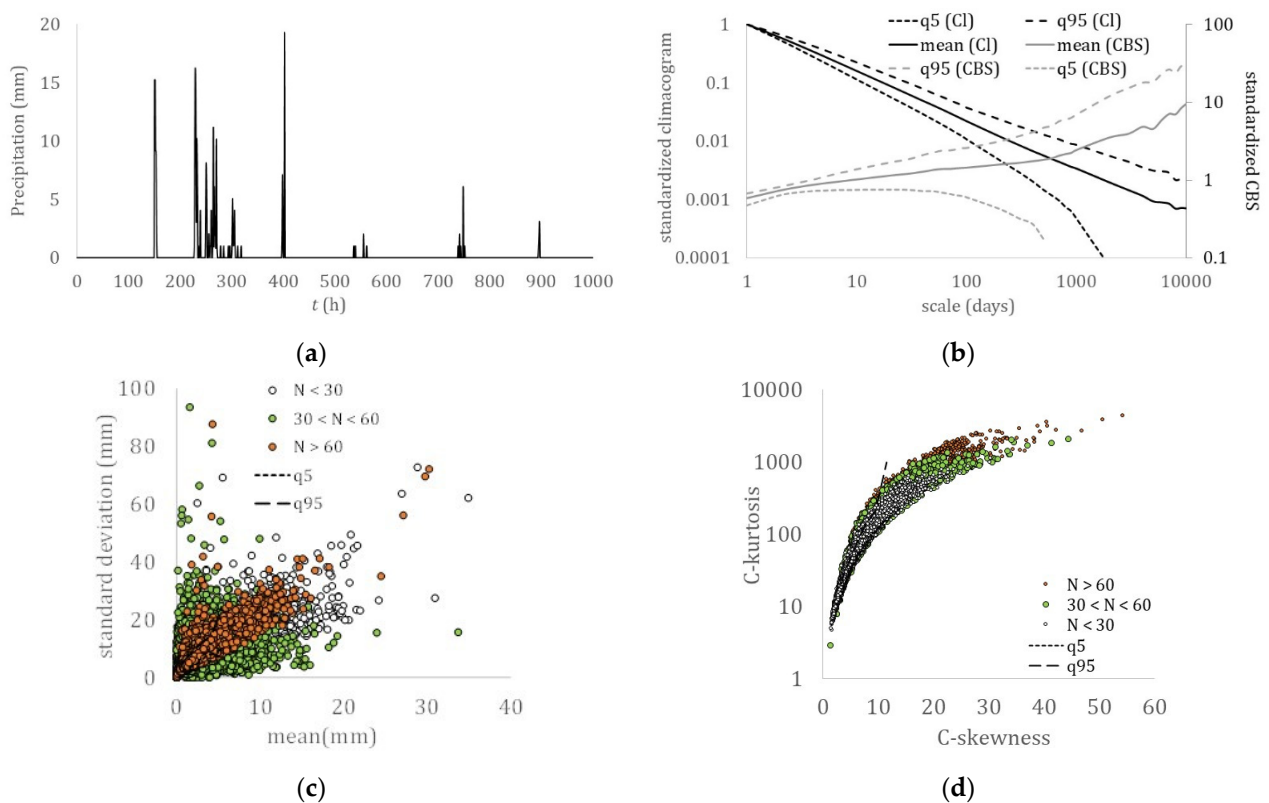 20
15
10
5
0
Precipitation (mm)
0 100 200 300 400 500 600 700 800 900 1000
t (h)
(a)
q5 (Cl) q95 (Cl)
mean (Cl) mean (CBS)
q95 (CBS) q5 (CBS)
1
0.1
0.01
0.001
0.0001
standardized climacogram
100
10
1
0.1
standardized CBS
1 10 100 1000 10000
scale (days)
(b)
N < 30
30 < N < 60
N > 60
q5
q95
100
80
60
40
20
0
standard deviation (mm)
0 10 20 30 40
mean(mm)
(c)
10000
1000
100
10
1
C-kurtosis
N > 60
30 < N < 60
N < 30
q5
q95
0 10 20 30 40 50 60
C-skewness
(d)